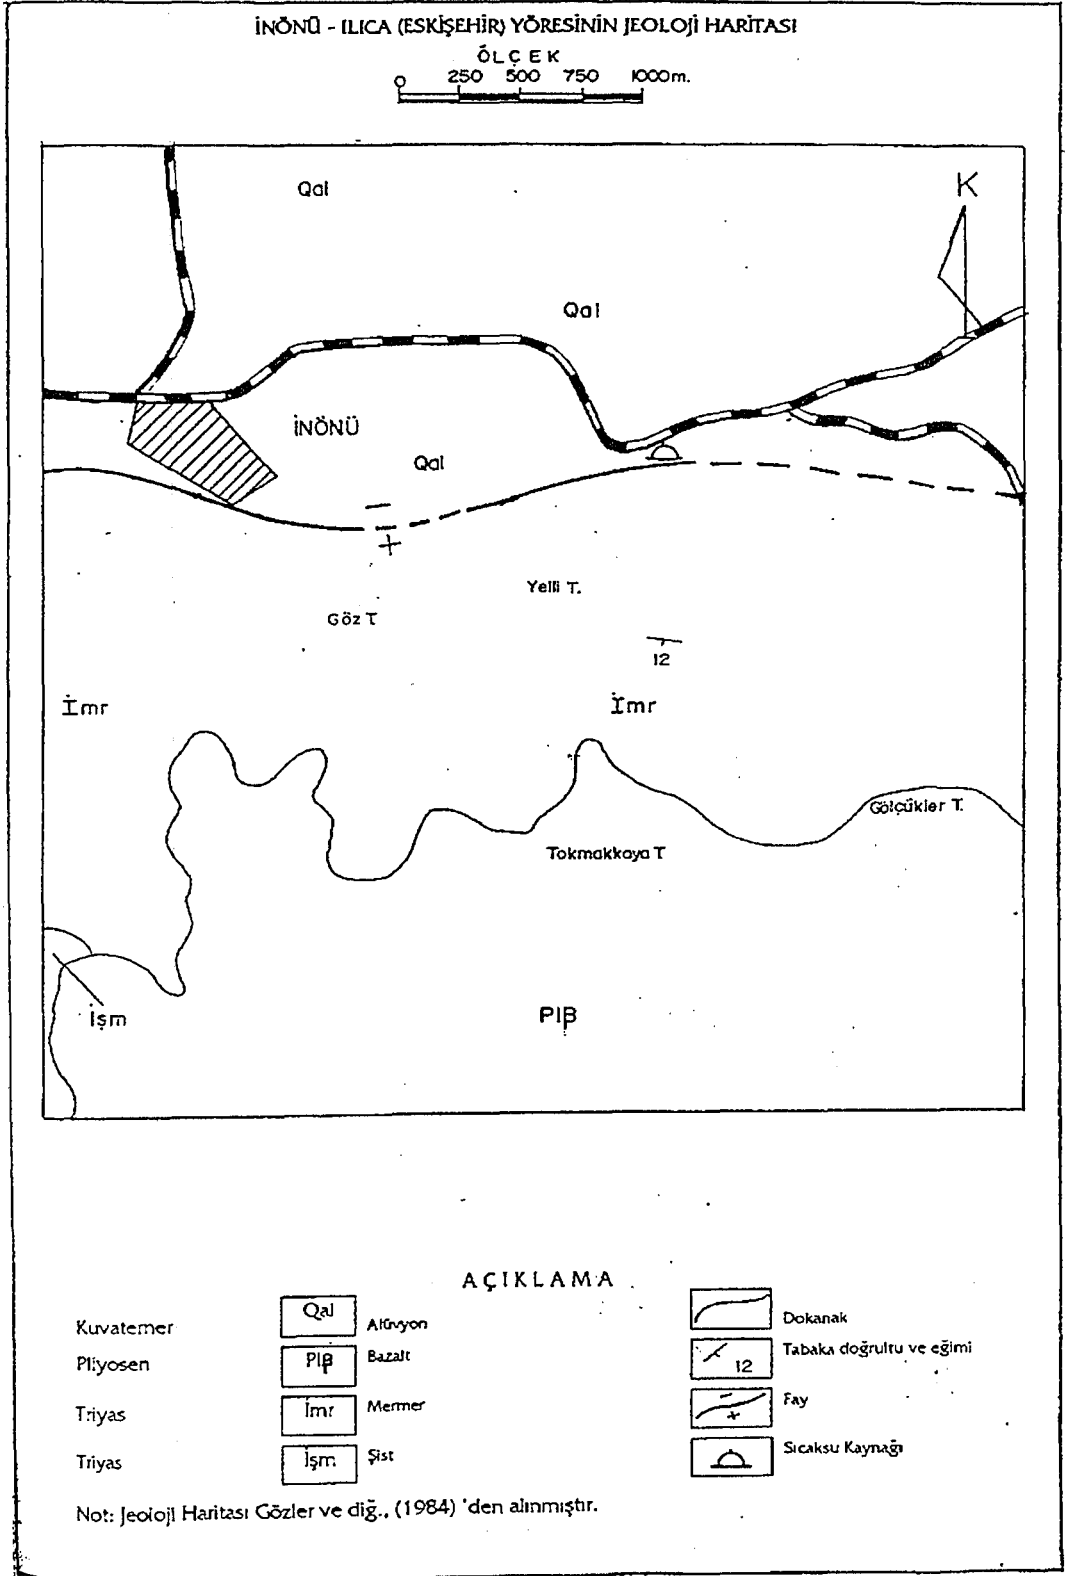 İNÖNÜ - ILICA (ESKİŞEHİR) YÖRESİNİN JEOLOJİ HARİTASI
ÖLÇEK
0 250 500 750 1000m.
Qal
K
Qal
İNÖNÜ
Qal
−
+
Yelli T.
Göz T
12
İmr
İmr
Gölçükler T.
Tokmakkaya T
İşm
Plβ
AÇIKLAMA
Kuvaterner Qal Alüvyon
Pliyosen Plβ Bazalt
Triyas İmr Mermer
Triyas İşm Şist
Dokanak
12 Tabaka doğrultu ve eğimi
− + Fay
Sıcaksu Kaynağı
Not: Jeoloji Haritası Gözler ve diğ., (1984) 'den alınmıştır.